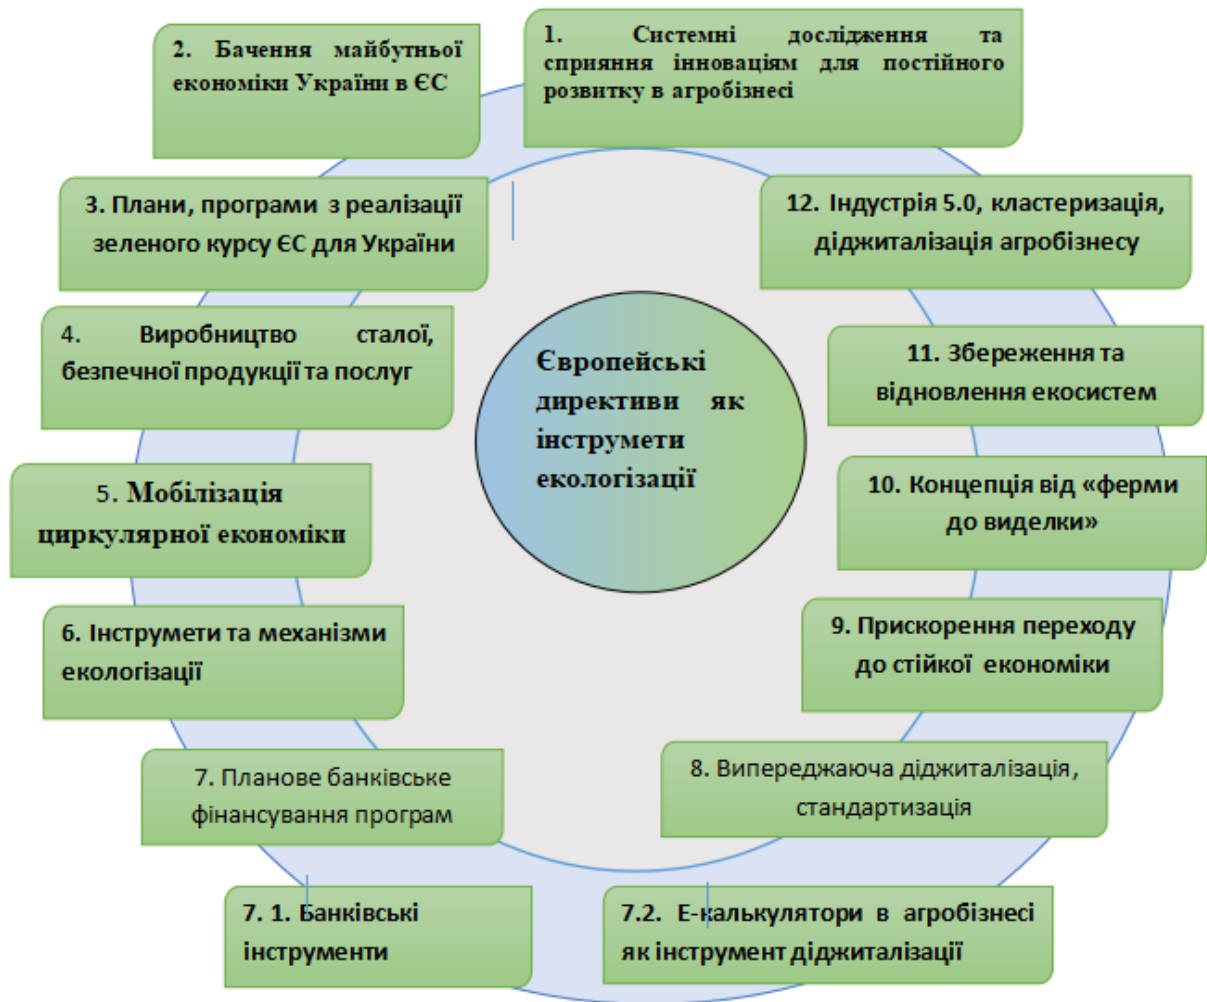 1. Системні дослідження та
сприяння інноваціям для постійного
розвитку в агробізнесі
2. Бачення майбутньої
економіки України в ЄС
3. Плани, програми з реалізації
зеленого курсу ЄС для України
4. Виробництво сталої,
безпечної продукції та послуг
5. Мобілізація
циркулярної економіки
6. Інструмети та механізми
екологізації
7. Планове банківське
фінансування програм
7. 1. Банківські
інструменти
7.2. Е-калькулятори в агробізнесі
як інструмент діджиталізації
8. Випереджаюча діджиталізація,
стандартизація
9. Прискорення переходу
до стійкої економіки
10. Концепція від «ферми
до виделки»
11. Збереження та
відновлення екосистем
12. Індустрія 5.0, кластеризація,
діджиталізація агробізнесу
Європейські
директиви як
інструмети
екологізації